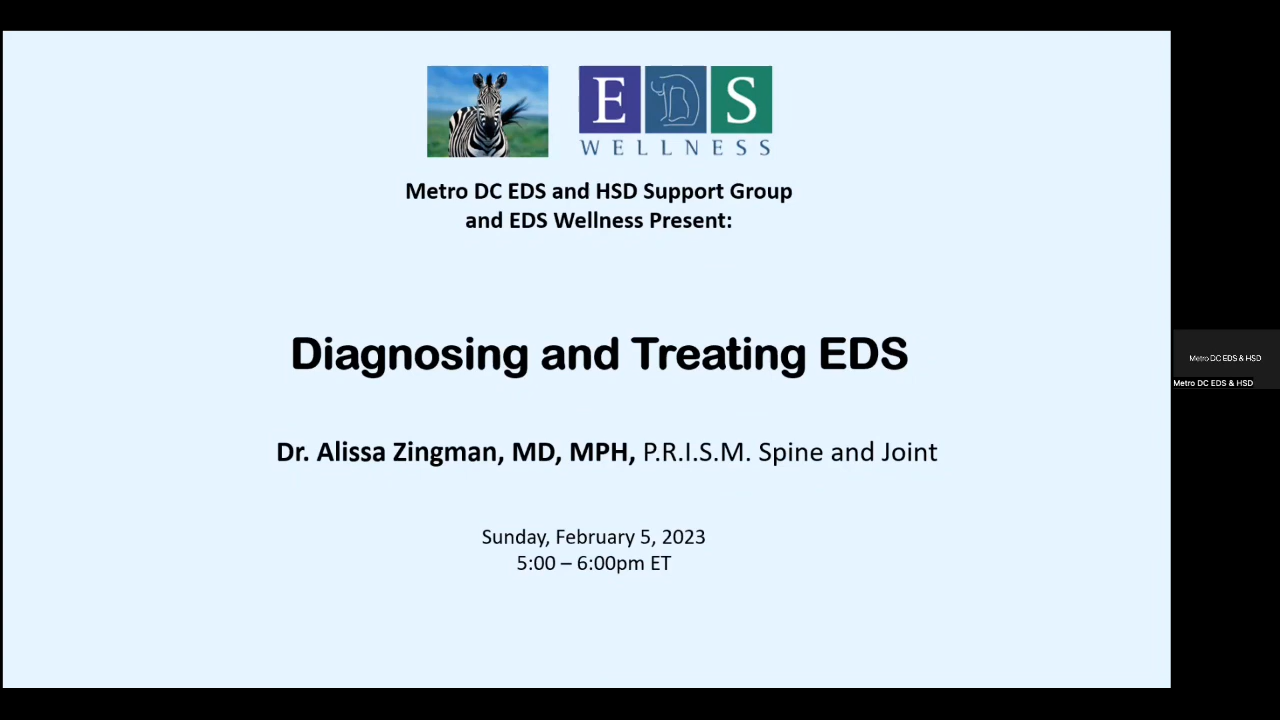 E D S
WELLNESS
Metro DC EDS and HSD Support Group
and EDS Wellness Present:
Diagnosing and Treating EDS
Dr. Alissa Zingman, MD, MPH, P.R.I.S.M. Spine and Joint
Sunday, February 5, 2023
5:00 – 6:00pm ET
Metro DC EDS & HSD
Metro DC EDS & HSD